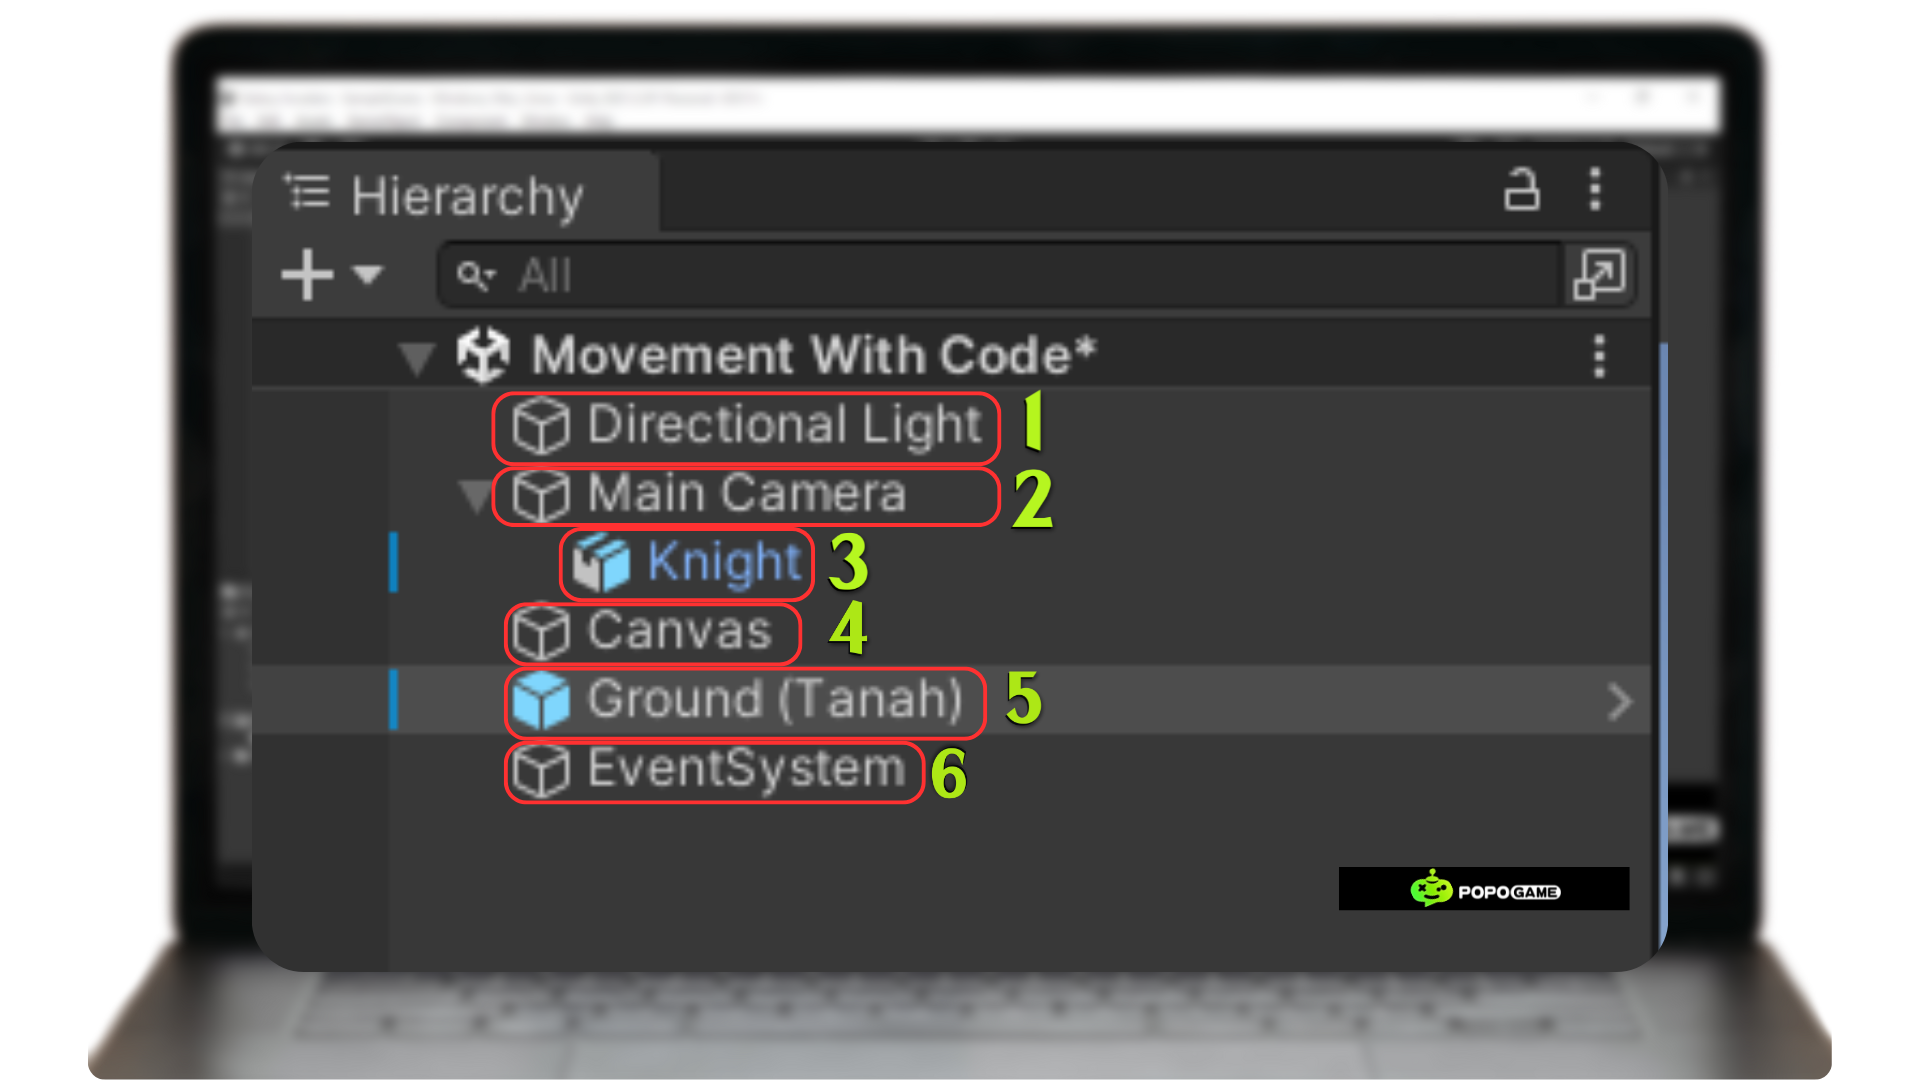 Hierarchy
All
Movement With Code*
Directional Light 1
Main Camera 2
Knight 3
Canvas 4
Ground (Tanah) 5
EventSystem 6
POPOGAME